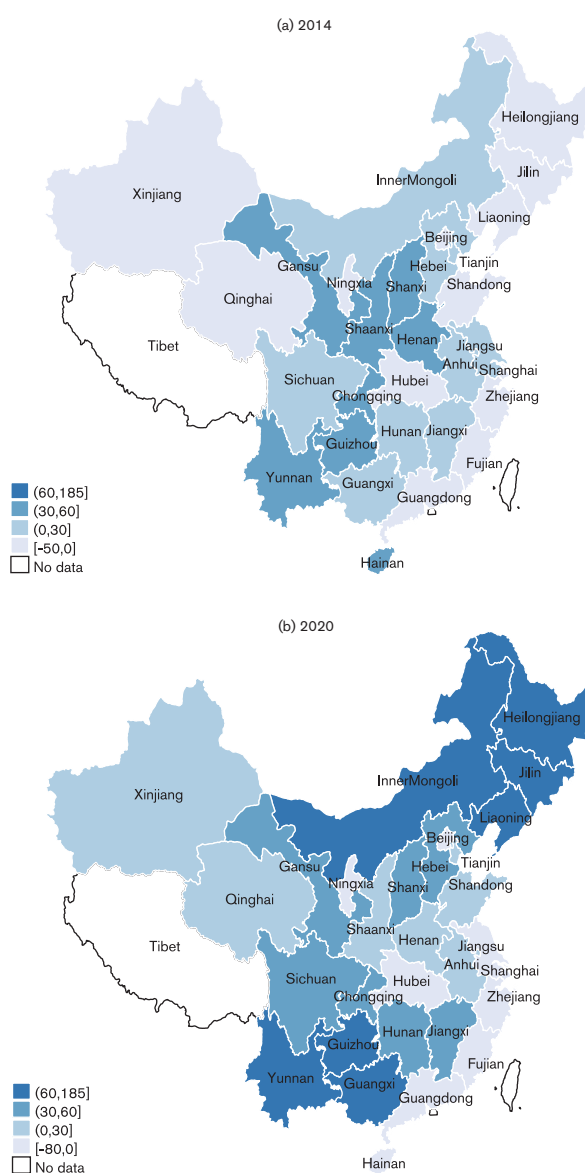 (a) 2014
Heilongjiang
Jilin
Xinjiang
InnerMongoli
Liaoning
Beijing
Gansu
Hebei
Tianjin
Ningxia
Shanxi
Shandong
Qinghai
Shaanxi
Henan
Jiangsu
Tibet
Anhui
Shanghai
Sichuan
Hubei
Chongqing
Zhejiang
Hunan
Jiangxi
Guizhou
Fujian
Yunnan
Guangxi
Guangdong
(60,185]
(30,60]
(0,30]
[-50,0]
No data
Hainan
(b) 2020
Heilongjiang
Jilin
Xinjiang
InnerMongoli
Liaoning
Beijing
Gansu
Hebei
Tianjin
Ningxia
Shanxi
Shandong
Qinghai
Shaanxi
Henan
Jiangsu
Tibet
Anhui
Shanghai
Sichuan
Hubei
Chongqing
Zhejiang
Hunan
Jiangxi
Guizhou
Fujian
Yunnan
Guangxi
Guangdong
(60,185]
(30,60]
(0,30]
[-80,0]
No data
Hainan